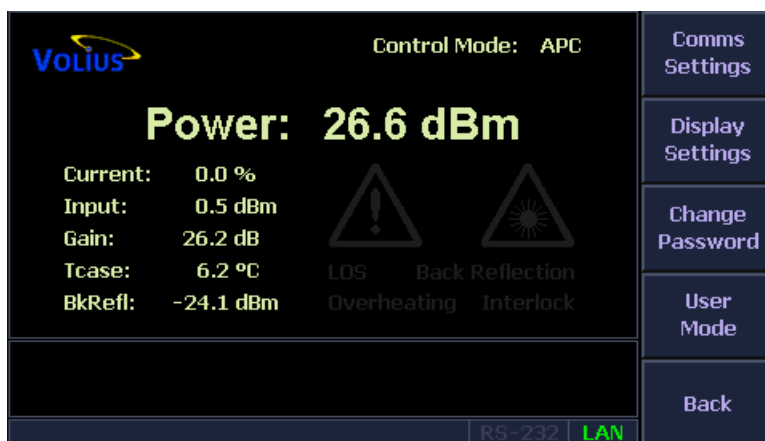 Volius
Control Mode: APC
Power: 26.6 dBm
Current: 0.0 %
Input: 0.5 dBm
Gain: 26.2 dB
Tcase: 6.2 ºC
BkRefl: -24.1 dBm
LOS Back Reflection
Overheating Interlock
RS-232 LAN
Comms
Settings
Display
Settings
Change
Password
User
Mode
Back